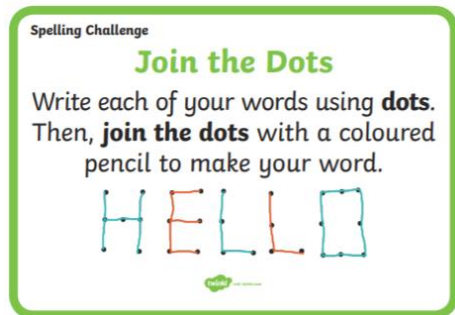 Spelling Challenge
Join the Dots
Write each of your words using dots.
Then, join the dots with a coloured
pencil to make your word.
HELLO
twinkl